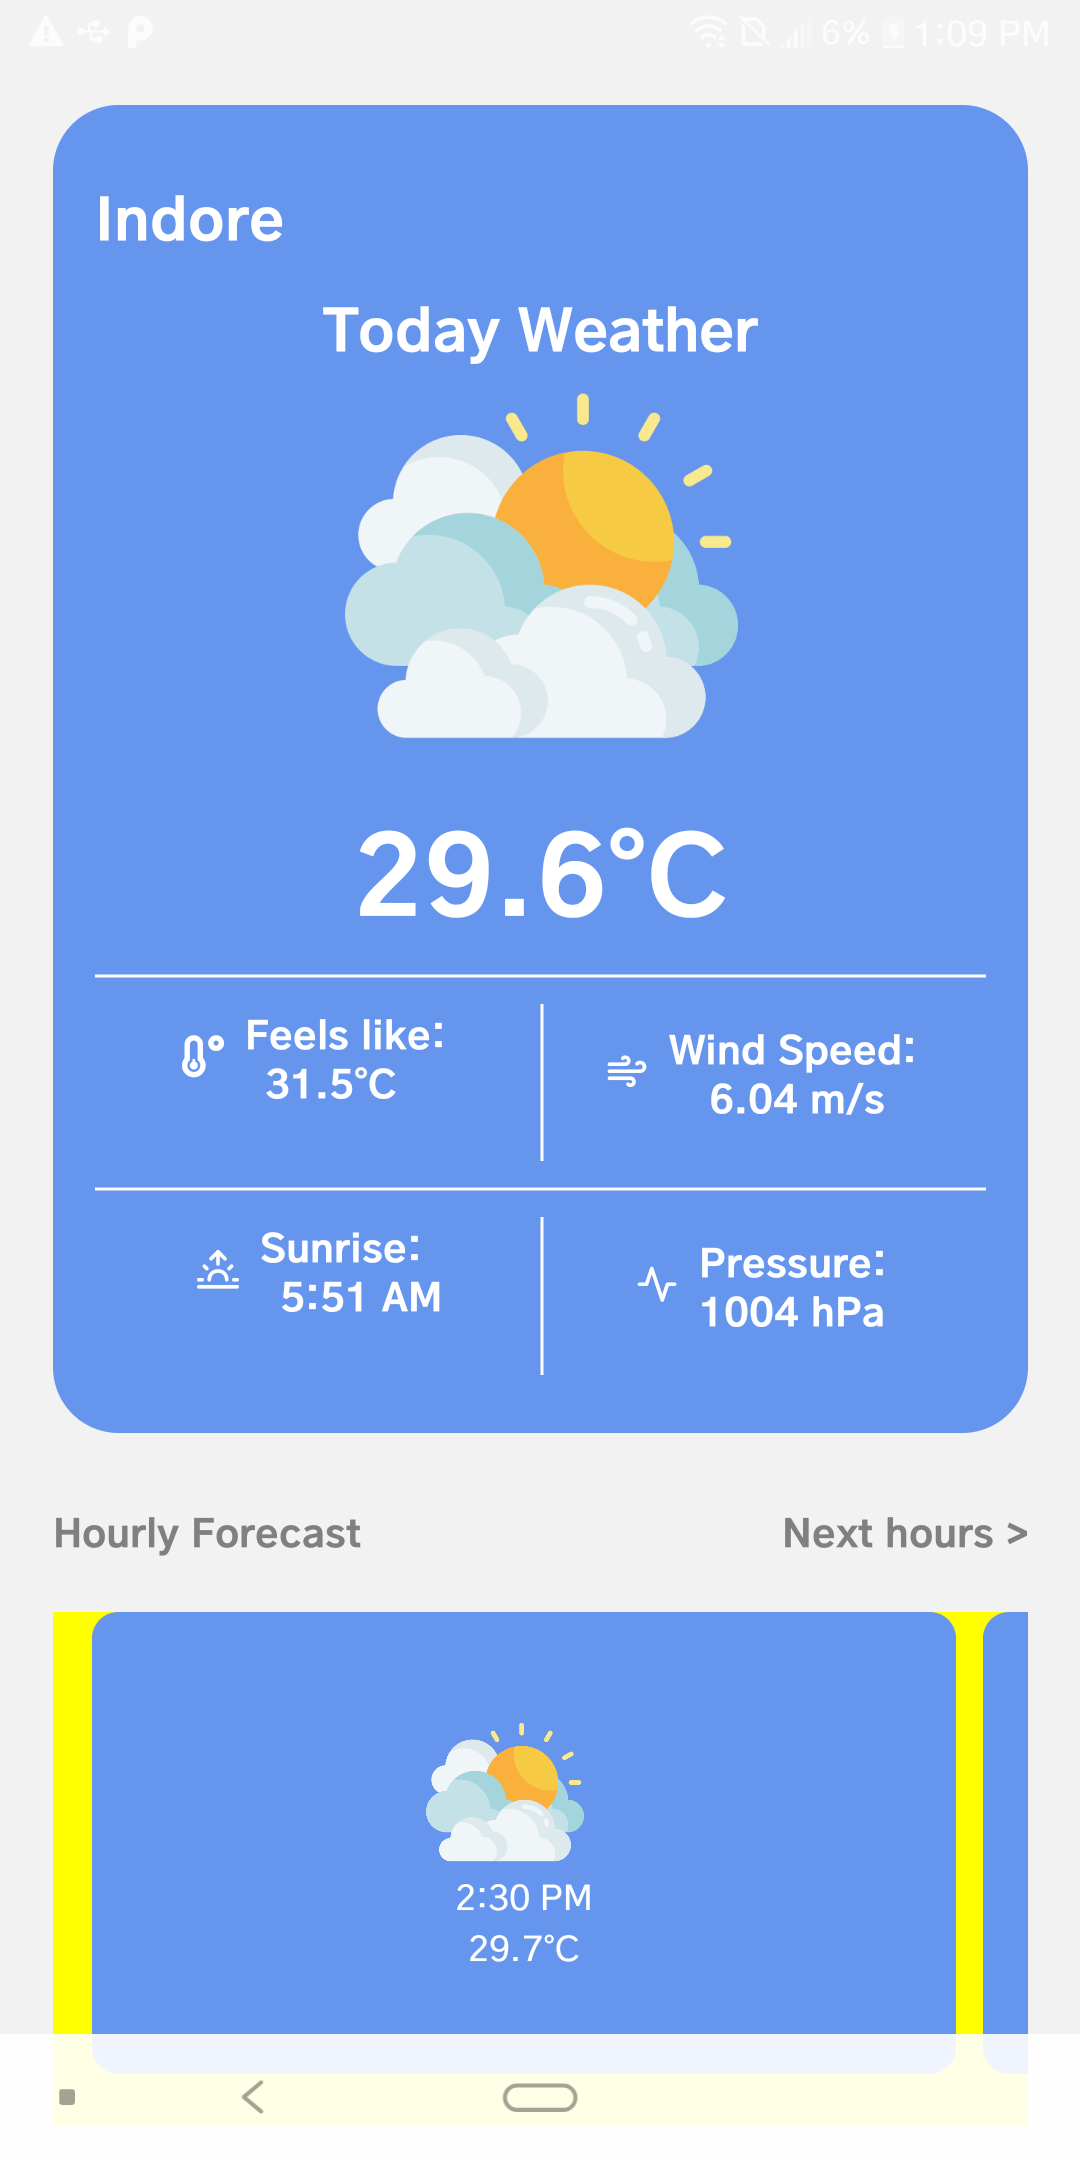 6% 1:09 PM
Indore
Today Weather
29.6°C
Feels like:
31.5°C
Wind Speed:
6.04 m/s
Sunrise:
5:51 AM
Pressure:
1004 hPa
Hourly Forecast
Next hours >
2:30 PM
29.7°C